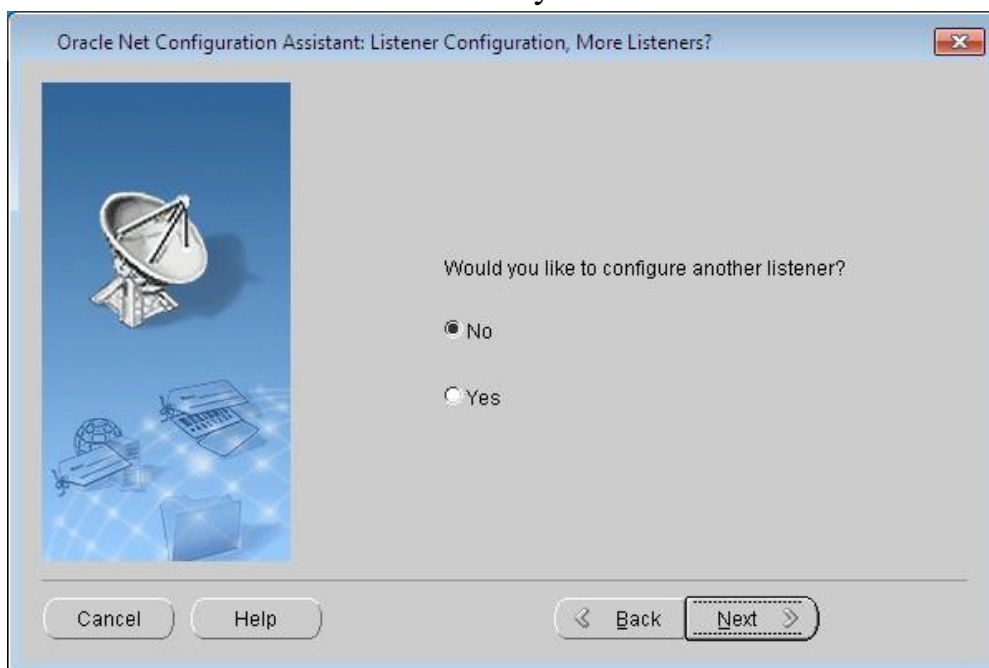 Oracle Net Configuration Assistant: Listener Configuration, More Listeners?
Would you like to configure another listener?
No
Yes
Cancel Help Back Next